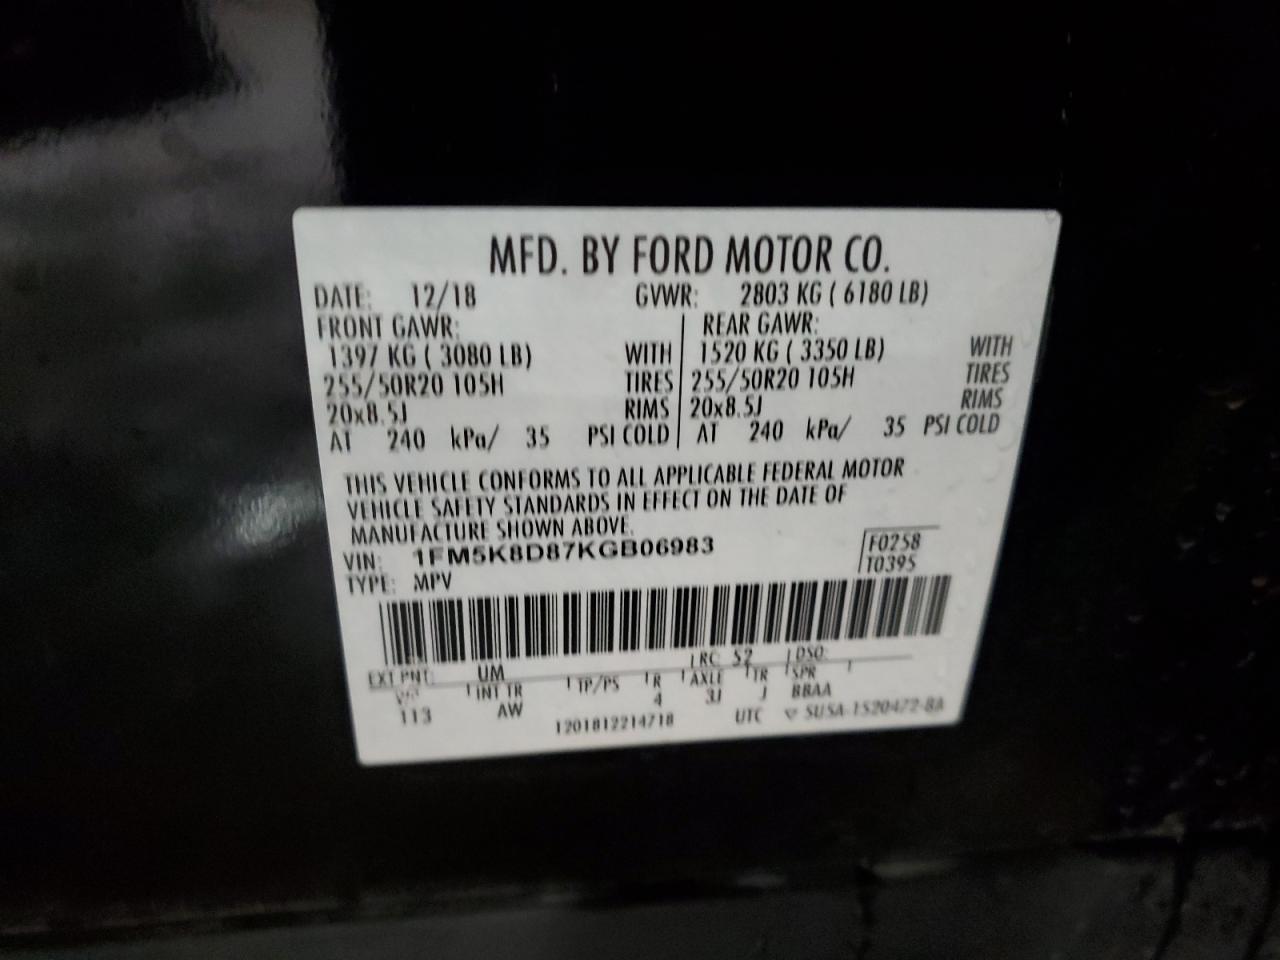 MFD. BY FORD MOTOR CO.
DATE: 12/18 GVWR: 2803 KG ( 6180 LB)
FRONT GAWR: REAR GAWR:
1397 KG ( 3080 LB) WITH 1520 KG ( 3350 LB) WITH
255/50R20 105H TIRES 255/50R20 105H TIRES
20x8.5J RIMS 20x8.5J RIMS
AT 240 kPa/ 35 PSI COLD AT 240 kPa/ 35 PSI COLD
THIS VEHICLE CONFORMS TO ALL APPLICABLE FEDERAL MOTOR
VEHICLE SAFETY STANDARDS IN EFFECT ON THE DATE OF
MANUFACTURE SHOWN ABOVE.
VIN: 1FM5K8D87KGB06983 F0258
TYPE: MPV T0395
EXT PNT: UM RC: 52 DSO:
INT TR TP/PS R AXLE TR SPR
113 AW 4 3J J BBAA
1201812214718 UTC SUSA-1520472-BA